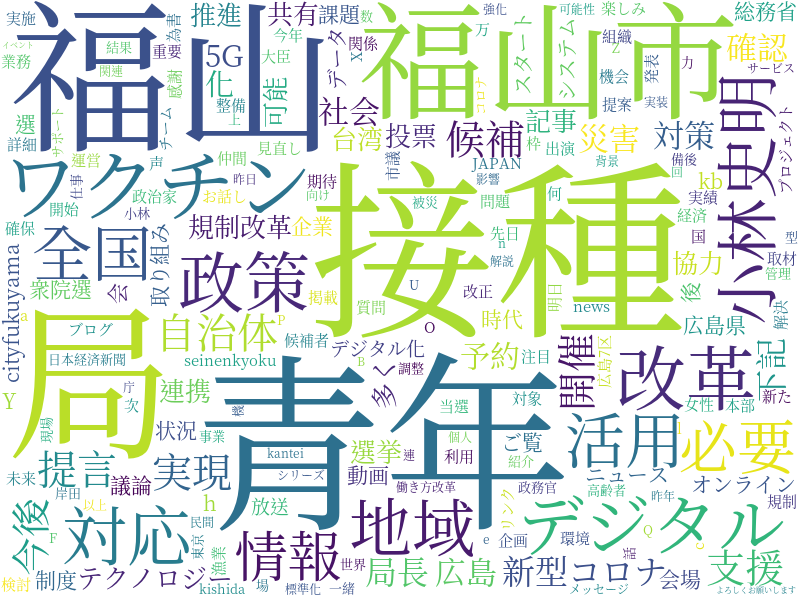 実施
推進
共有
課題
数
強化
可能性
楽しみ
総務省
イベント
為書
結果
重要
5G
化
可能
データ
X
関係
今年
大臣
万
スタート
システム
組織
Z
機会
発表
力
確認
サービス
業務
関連
感謝
選
整備
上
社会
コロナ
提案
実装
福山
福山市
詳細
サポート
チーム
台湾
投票
候補
記事
災害
対策
小林史明
プロジェクト
運営
声
仲間
見直し
枠
出演
背景
備後
ワクチン
お話し
市議
JAPAN
影響
回
kb
確保
開始
仕事
政治家
昨日
期待
向け
被災
問題
何
実績
経済
国
型
cityfukuyama
全国
取り組み
小林
規制改革
企業
先日
n
取材
管理
接種
衆院選
会
政策
掲載
U
解説
改正
明日
協力
後
解決
a
ブログ
局
自治体
P
質問
時代
O
news
広島県
日本経済新聞
seinenkyoku
候補者
デジタル化
予約
注目
広島7区
改革
下記
Y
庁
次
連携
B
調整
多く
当選
対象
開催
女性
本部
新た
現場
機
状況
事業
青年
選挙
ご覧
個人
紹介
活用
必要
l
未来
岸田
提言
実現
議論
kantei
シリーズ
連
動画
利用
働き方改革
政務官
ニュース
高齢者
昨年
オンライン
規制
今後
以上
h
放送
リンク
F
対応
民間
東京
漁業
情報
地域
e
企画
デジタル
環境
話
Q
c
検討
制度
テクノロジー
世界
局長
広島
新型コロナ
会場
支援
kishida
場
標準化
一緒
メッセージ
よろしくお願いします